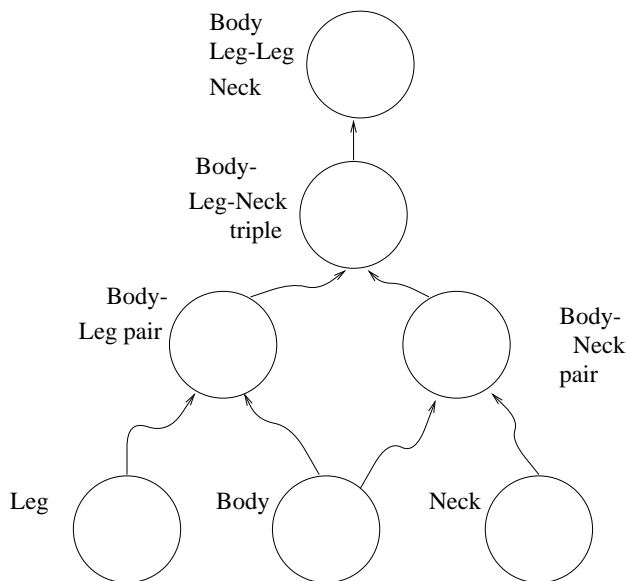 Body
Leg-Leg
Neck
Body-
Leg-Neck
triple
Body-
Leg pair
Body-
Neck
pair
Leg
Body
Neck